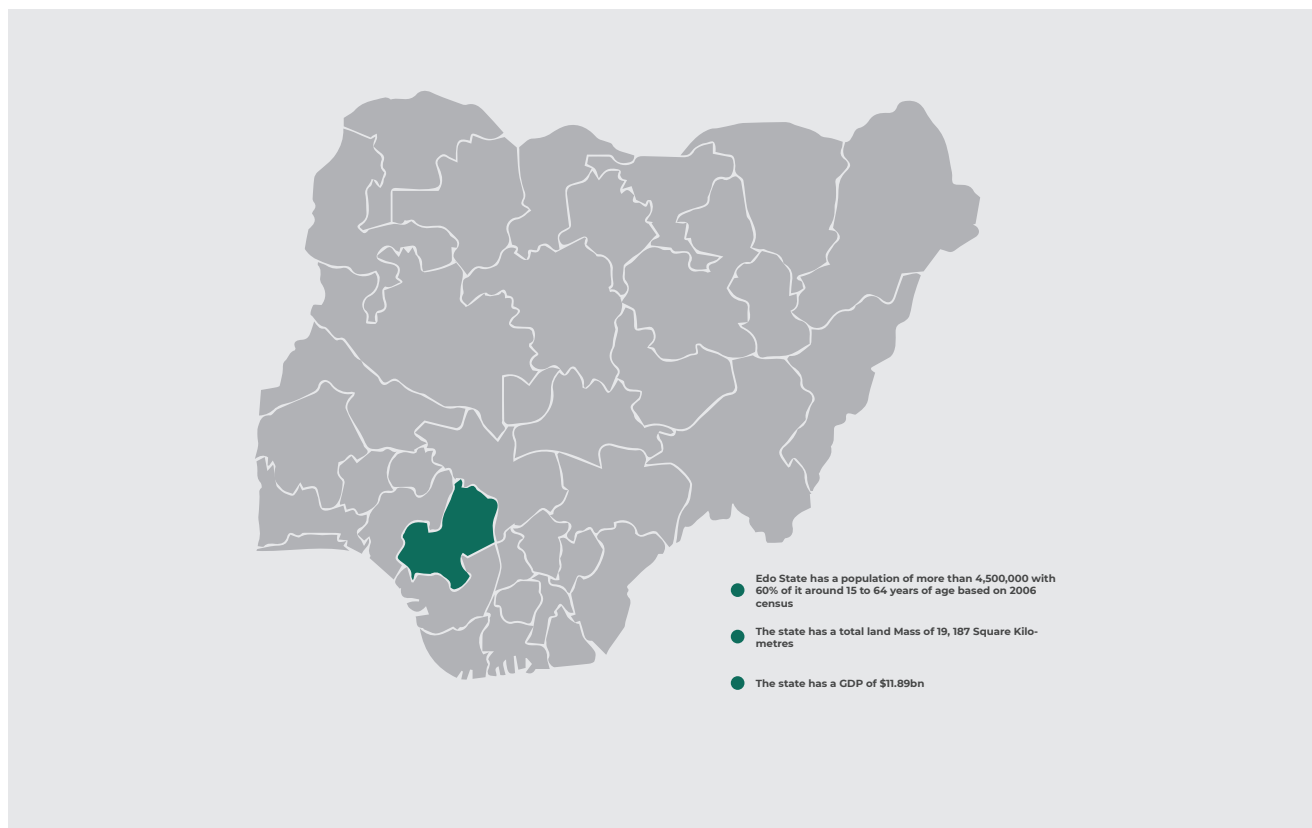 Edo State has a population of more than 4,500,000 with
60% of it around 15 to 64 years of age based on 2006
census
The state has a total land Mass of 19, 187 Square Kilo-
metres
The state has a GDP of $11.89bn